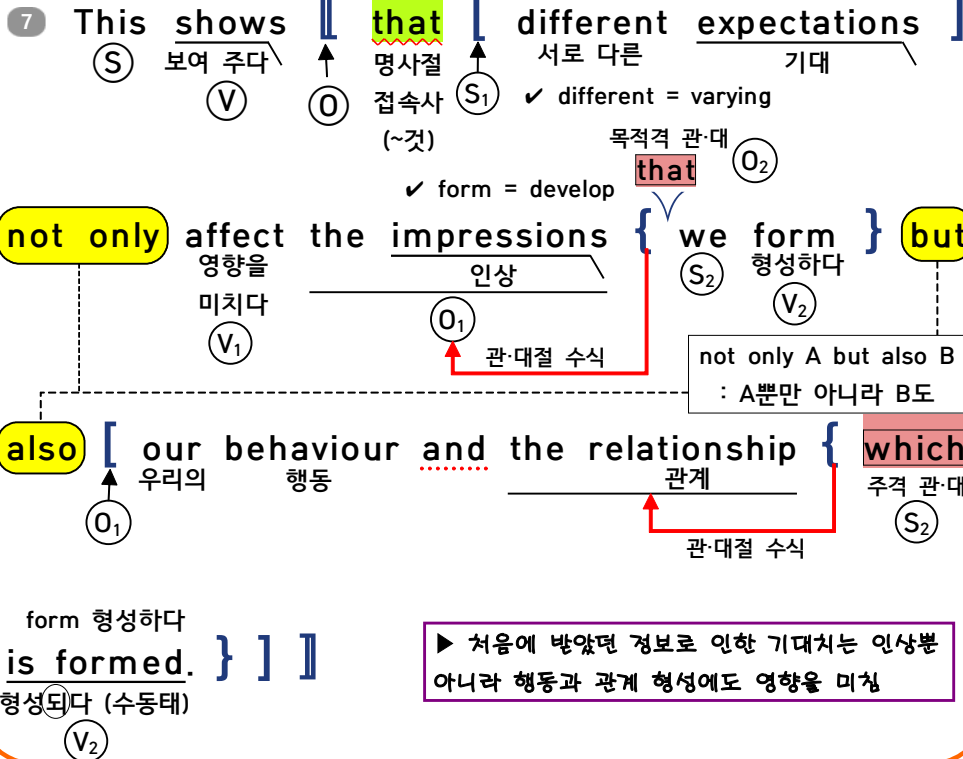 7 This shows ⟦ that [ different expectations ]
S 보여 주다 명사절 서로 다른 기대
V O 접속사 S₁ ✔ different = varying
(~것) 목적격 관·대
that O₂
✔ form = develop
not only affect the impressions { we form } but
영향을 인상 S₂ 형성하다
미치다 V₂
V₁ O₁
관·대절 수식
not only A but also B
: A뿐만 아니라 B도
also [ our behaviour and the relationship { which
우리의 행동 관계 주격 관·대
O₁ S₂
관·대절 수식
form 형성하다
is formed. } ] ⟧
형성되다 (수동태)
V₂
▶ 처음에 받았던 정보로 인한 기대치는 인상뿐
아니라 행동과 관계 형성에도 영향을 미침